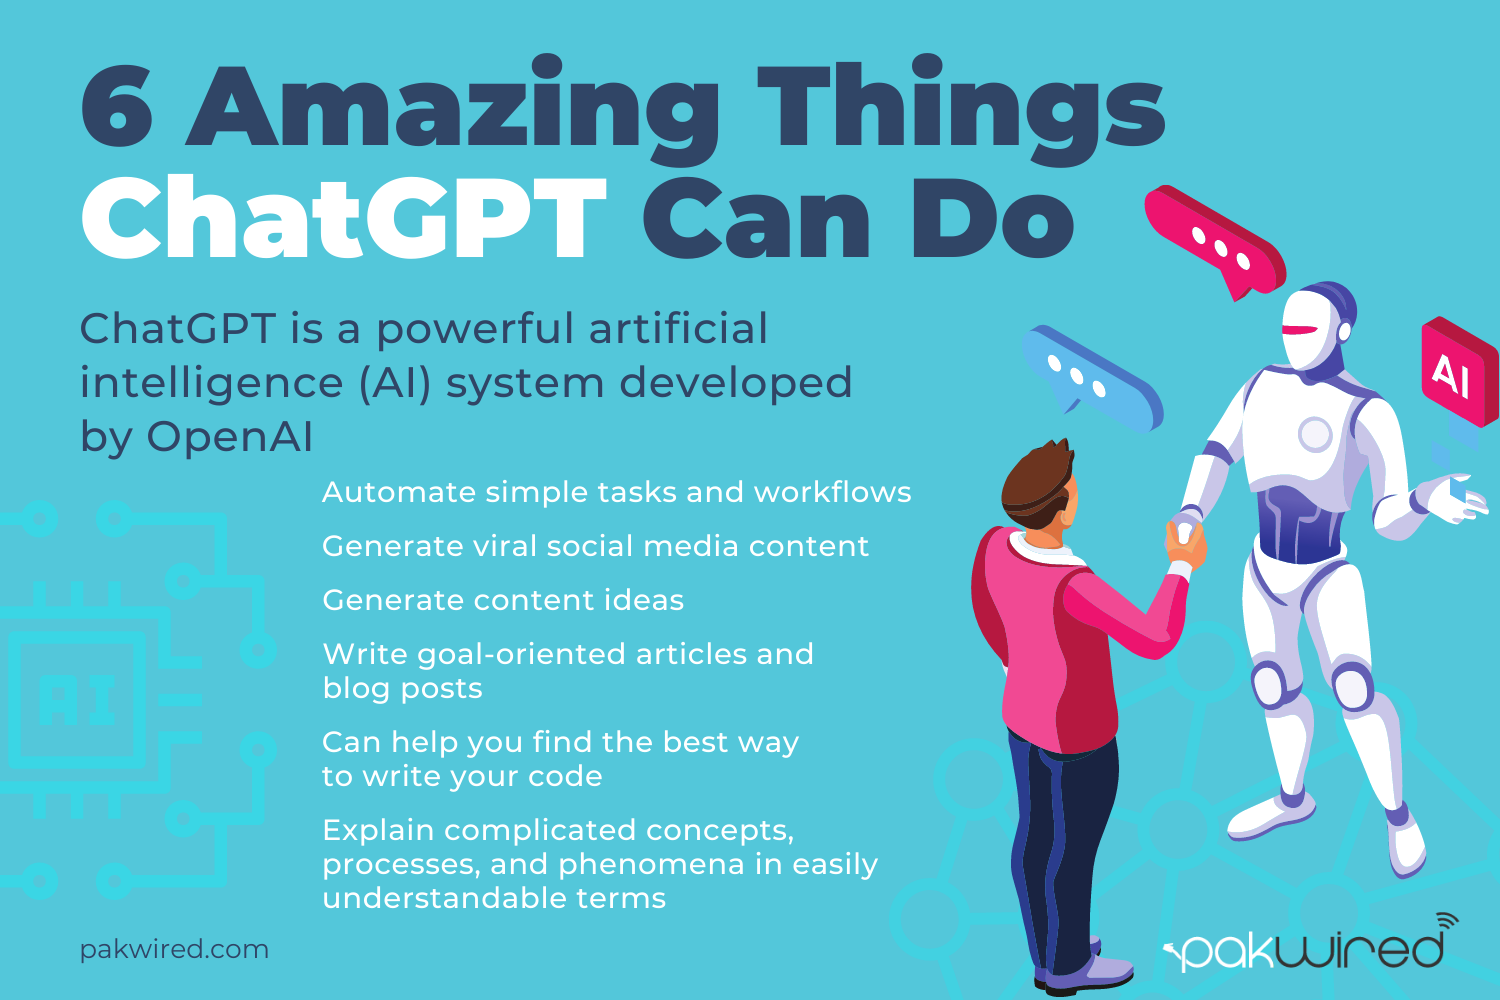 6 Amazing Things
ChatGPT Can Do
ChatGPT is a powerful artificial
intelligence (AI) system developed
by OpenAI
Automate simple tasks and workflows
Generate viral social media content
Generate content ideas
Write goal-oriented articles and
blog posts
Can help you find the best way
to write your code
Explain complicated concepts,
processes, and phenomena in easily
understandable terms
AI
AI
pakwired.com
pakwired